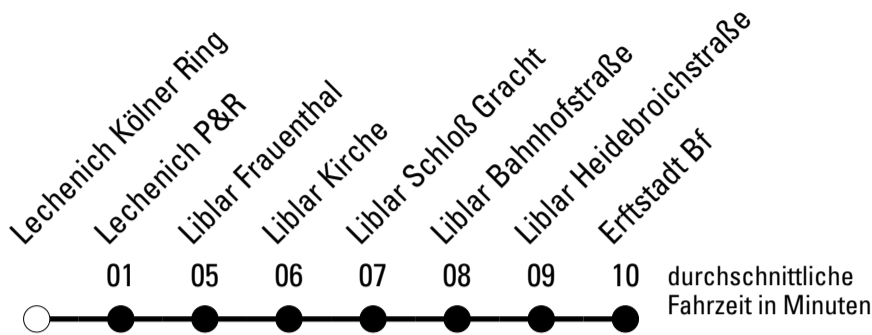 Lechenich Kölner Ring
Lechenich P&R
Liblar Frauenthal
Liblar Kirche
Liblar Schloß Gracht
Liblar Bahnhofstraße
Liblar Heidebroichstraße
Erftstadt Bf
01 05 06 07 08 09 10 durchschnittliche
Fahrzeit in Minuten